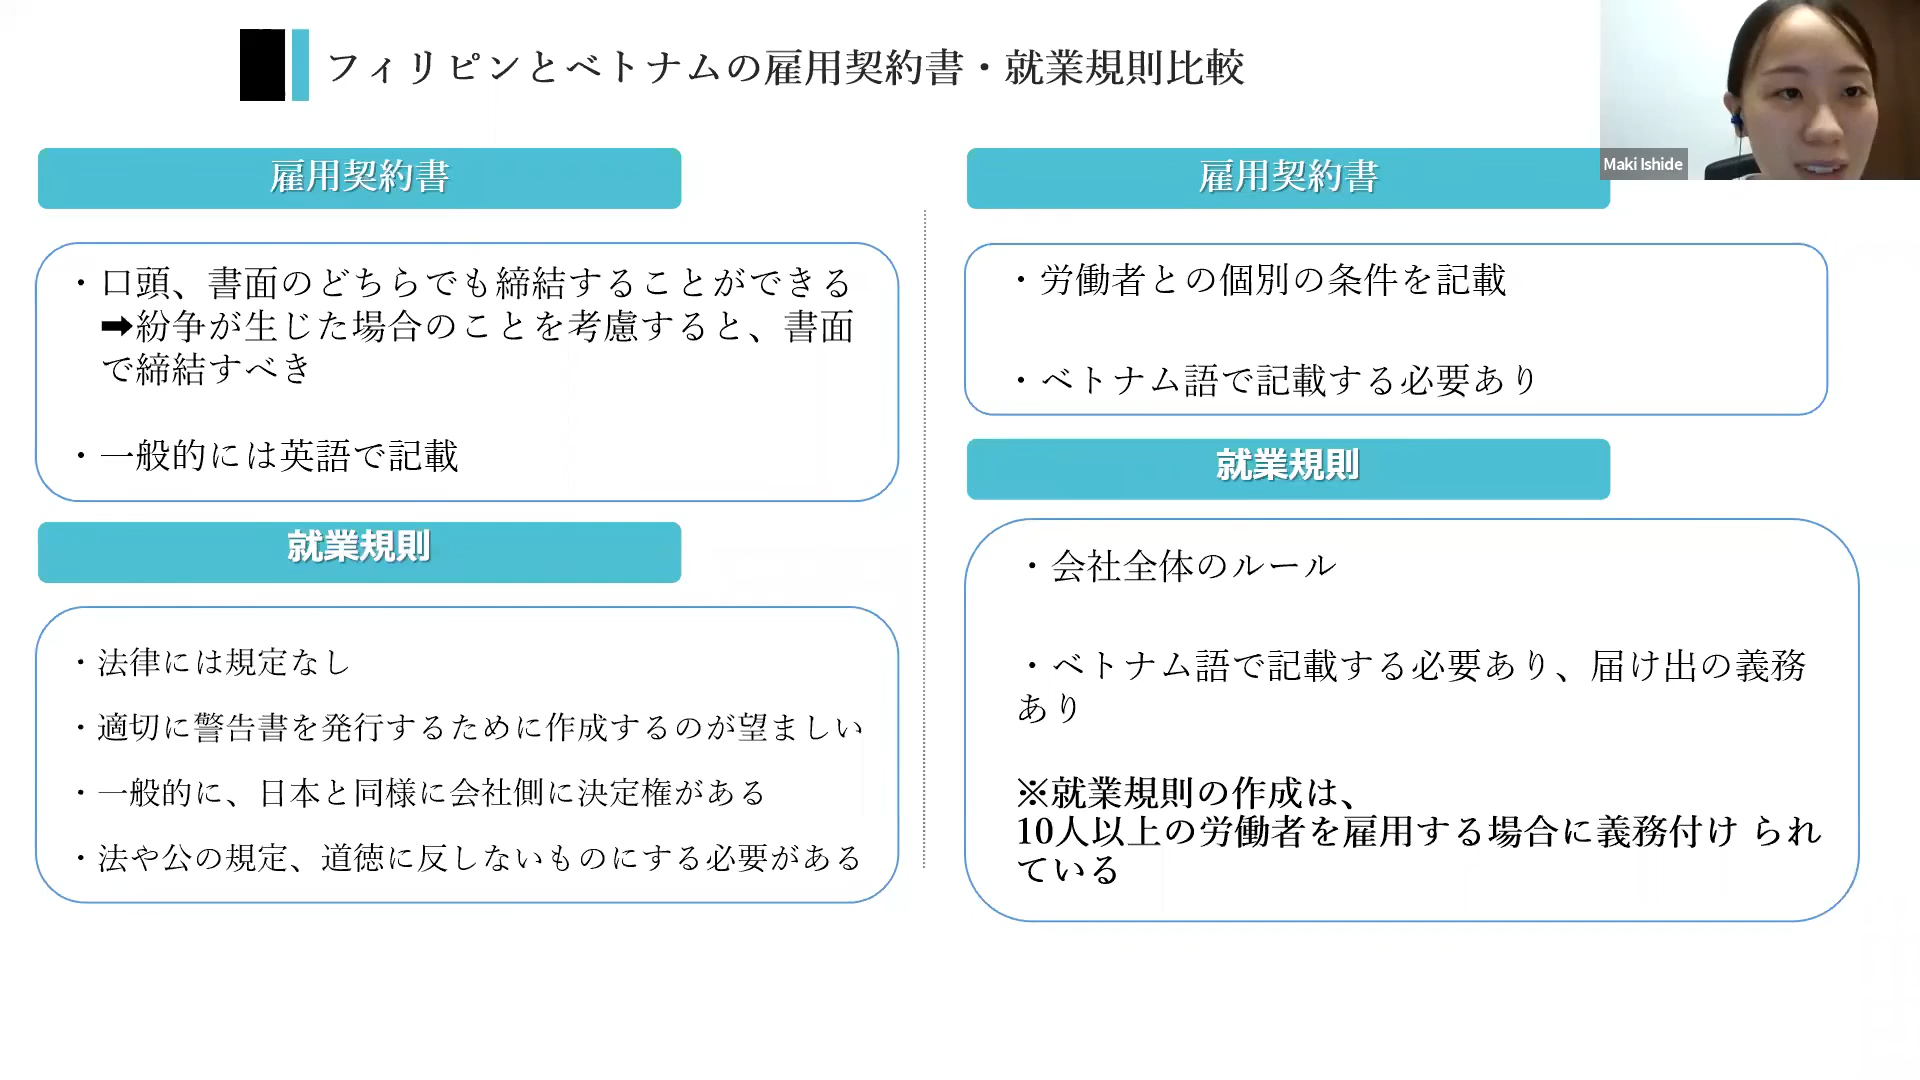 フィリピンとベトナムの雇用契約書・就業規則比較
Maki Ishide
雇用契約書
・口頭、書面のどちらでも締結することができる
➡紛争が生じた場合のことを考慮すると、書面
で締結すべき
・一般的には英語で記載
就業規則
・法律には規定なし
・適切に警告書を発行するために作成するのが望ましい
・一般的に、日本と同様に会社側に決定権がある
・法や公の規定、道徳に反しないものにする必要がある
雇用契約書
・労働者との個別の条件を記載
・ベトナム語で記載する必要あり
就業規則
・会社全体のルール
・ベトナム語で記載する必要あり、届け出の義務
あり
※就業規則の作成は、
10人以上の労働者を雇用する場合に義務付け られ
ている